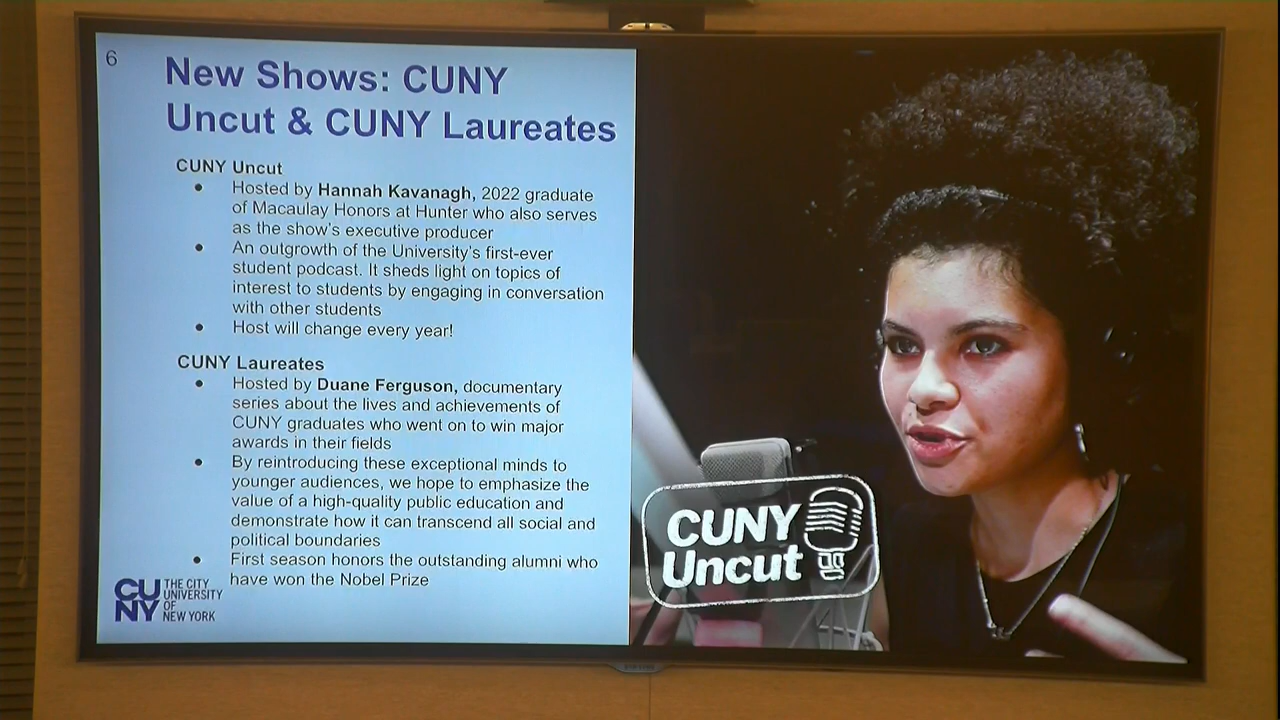 6
New Shows: CUNY
Uncut & CUNY Laureates
CUNY Uncut
• Hosted by Hannah Kavanagh, 2022 graduate
of Macaulay Honors at Hunter who also serves
as the show's executive producer
• An outgrowth of the University's first-ever
student podcast. It sheds light on topics of
interest to students by engaging in conversation
with other students
• Host will change every year!
CUNY Laureates
• Hosted by Duane Ferguson, documentary
series about the lives and achievements of
CUNY graduates who went on to win major
awards in their fields
• By reintroducing these exceptional minds to
younger audiences, we hope to emphasize the
value of a high-quality public education and
demonstrate how it can transcend all social and
political boundaries
• First season honors the outstanding alumni who
have won the Nobel Prize
CU
NY
THE CITY
UNIVERSITY
OF
NEW YORK
CUNY
Uncut